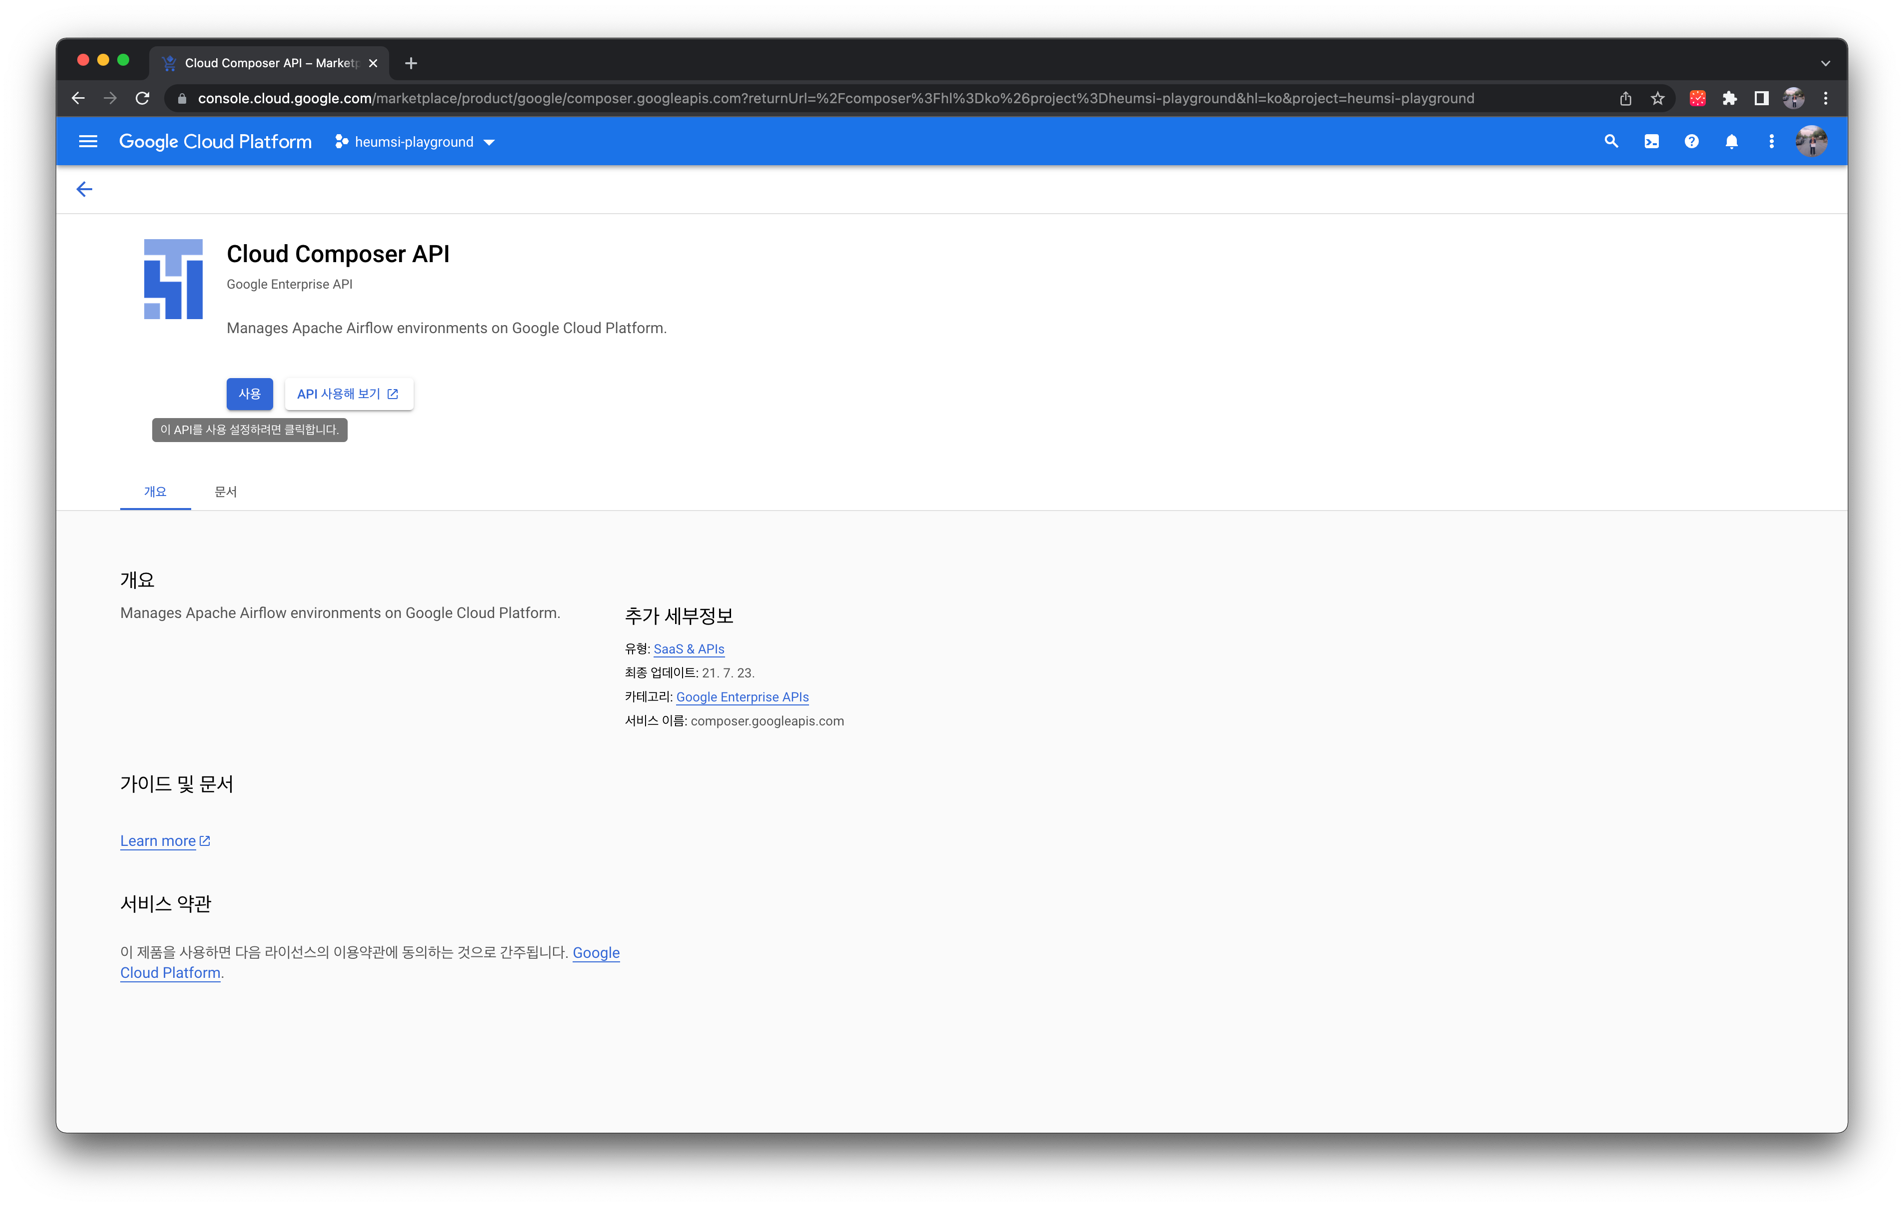 Cloud Composer API – Marketp
console.cloud.google.com/marketplace/product/google/composer.googleapis.com?returnUrl=%2Fcomposer%3Fhl%3Dko%26project%3Dheumsi-playground&hl=ko&project=heumsi-playground
Google Cloud Platform heumsi-playground
Cloud Composer API
Google Enterprise API
Manages Apache Airflow environments on Google Cloud Platform.
사용 API 사용해 보기
이 API를 사용 설정하려면 클릭합니다.
개요 문서
개요
Manages Apache Airflow environments on Google Cloud Platform.
추가 세부정보
유형: SaaS & APIs
최종 업데이트: 21. 7. 23.
카테고리: Google Enterprise APIs
서비스 이름: composer.googleapis.com
가이드 및 문서
Learn more
서비스 약관
이 제품을 사용하면 다음 라이선스의 이용약관에 동의하는 것으로 간주됩니다. Google
Cloud Platform.